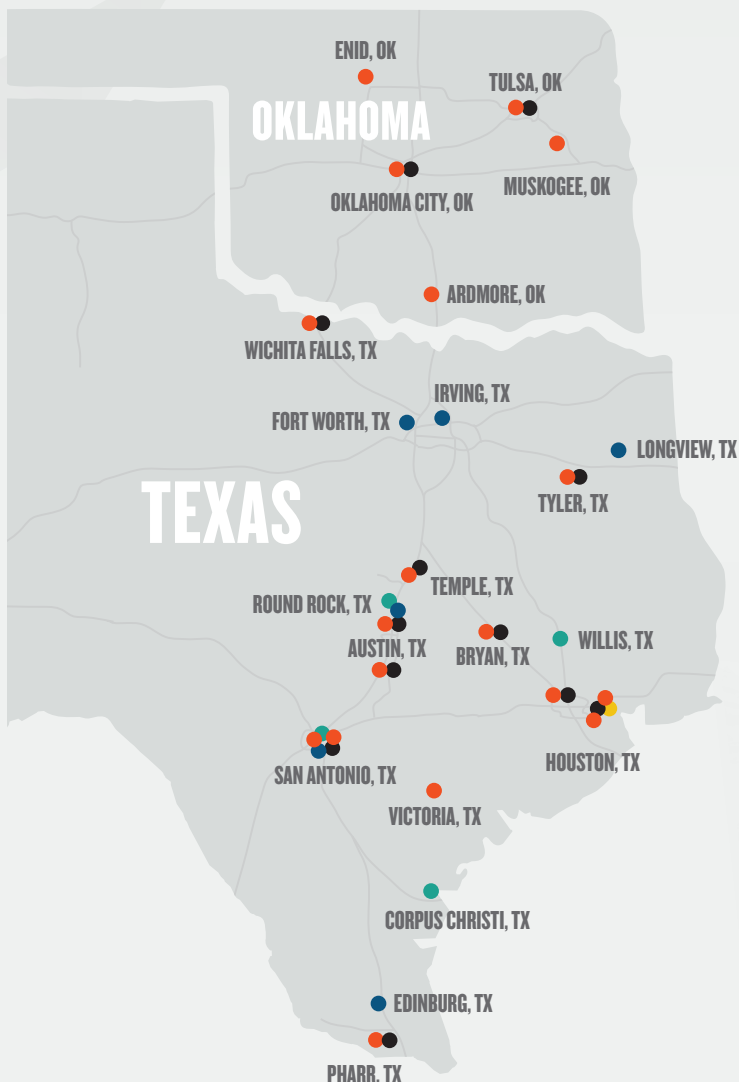 ENID, OK
TULSA, OK
OKLAHOMA
MUSKOGEE, OK
OKLAHOMA CITY, OK
ARDMORE, OK
WICHITA FALLS, TX
IRVING, TX
FORT WORTH, TX
LONGVIEW, TX
TEXAS
TYLER, TX
TEMPLE, TX
ROUND ROCK, TX
WILLIS, TX
AUSTIN, TX
BRYAN, TX
HOUSTON, TX
SAN ANTONIO, TX
VICTORIA, TX
CORPUS CHRISTI, TX
EDINBURG, TX
PHARR, TX